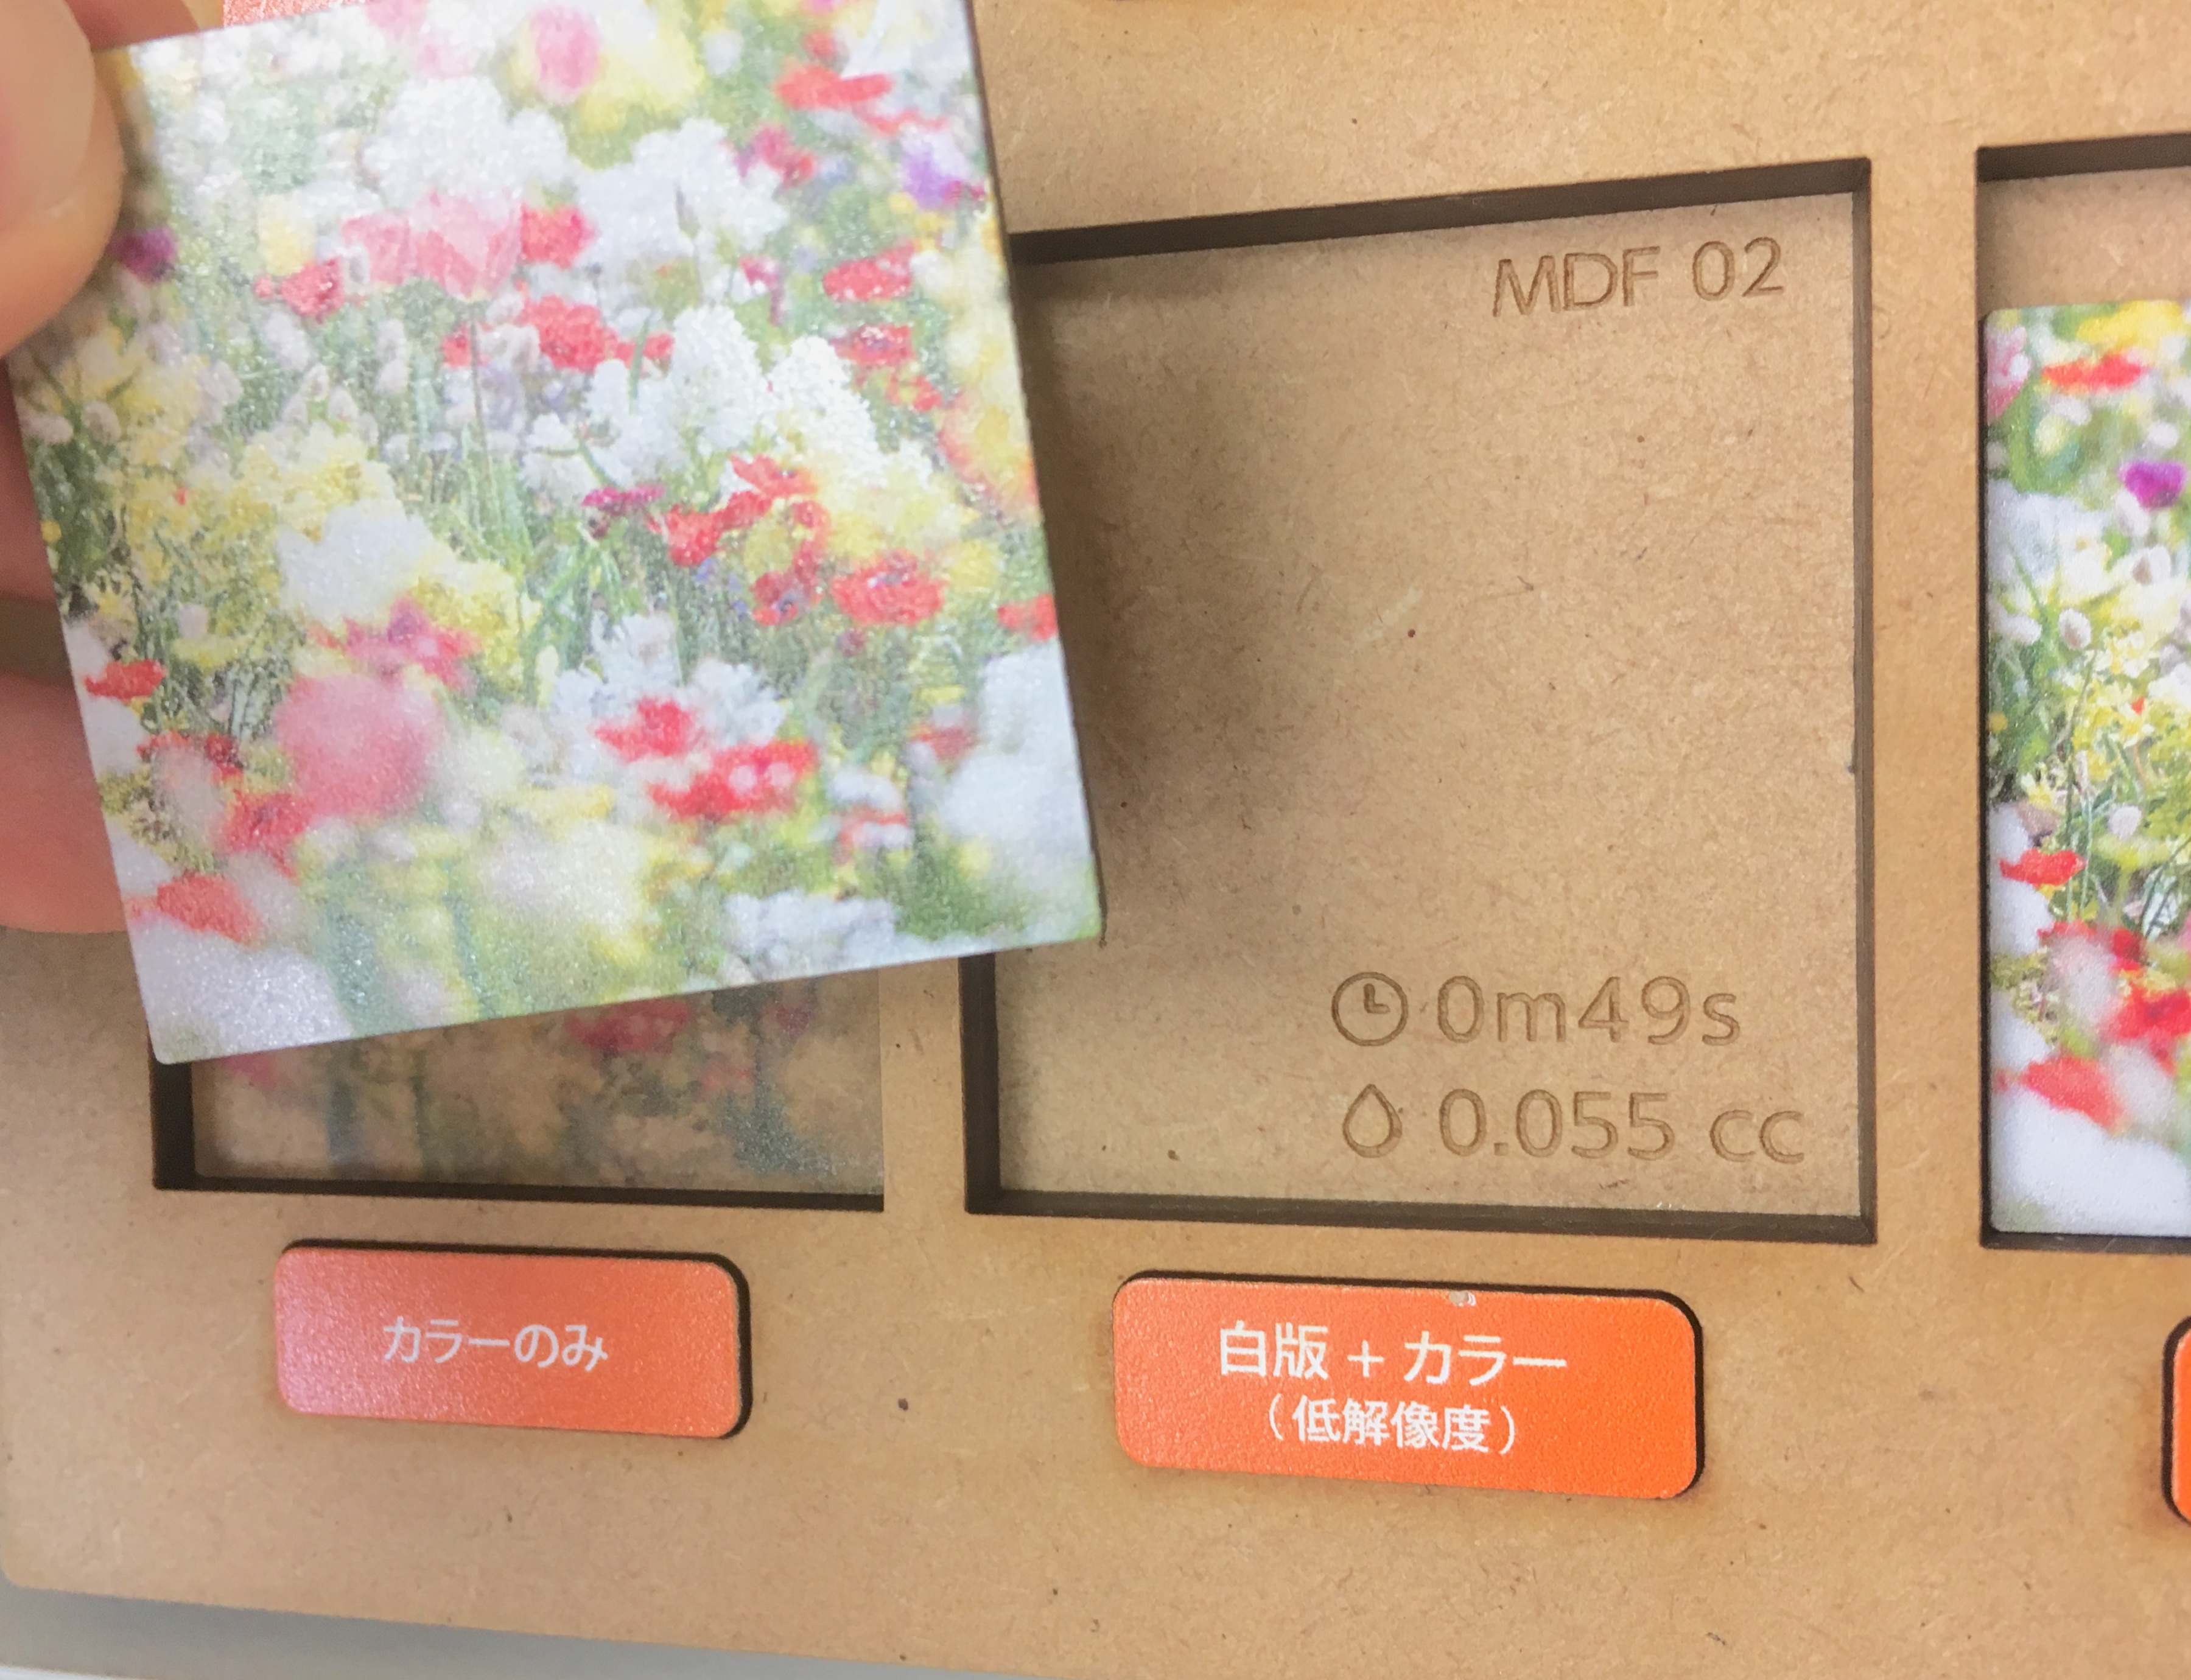 MDF 02
0m49s
0.055 cc
カラーのみ
白版 + カラー
(低解像度)